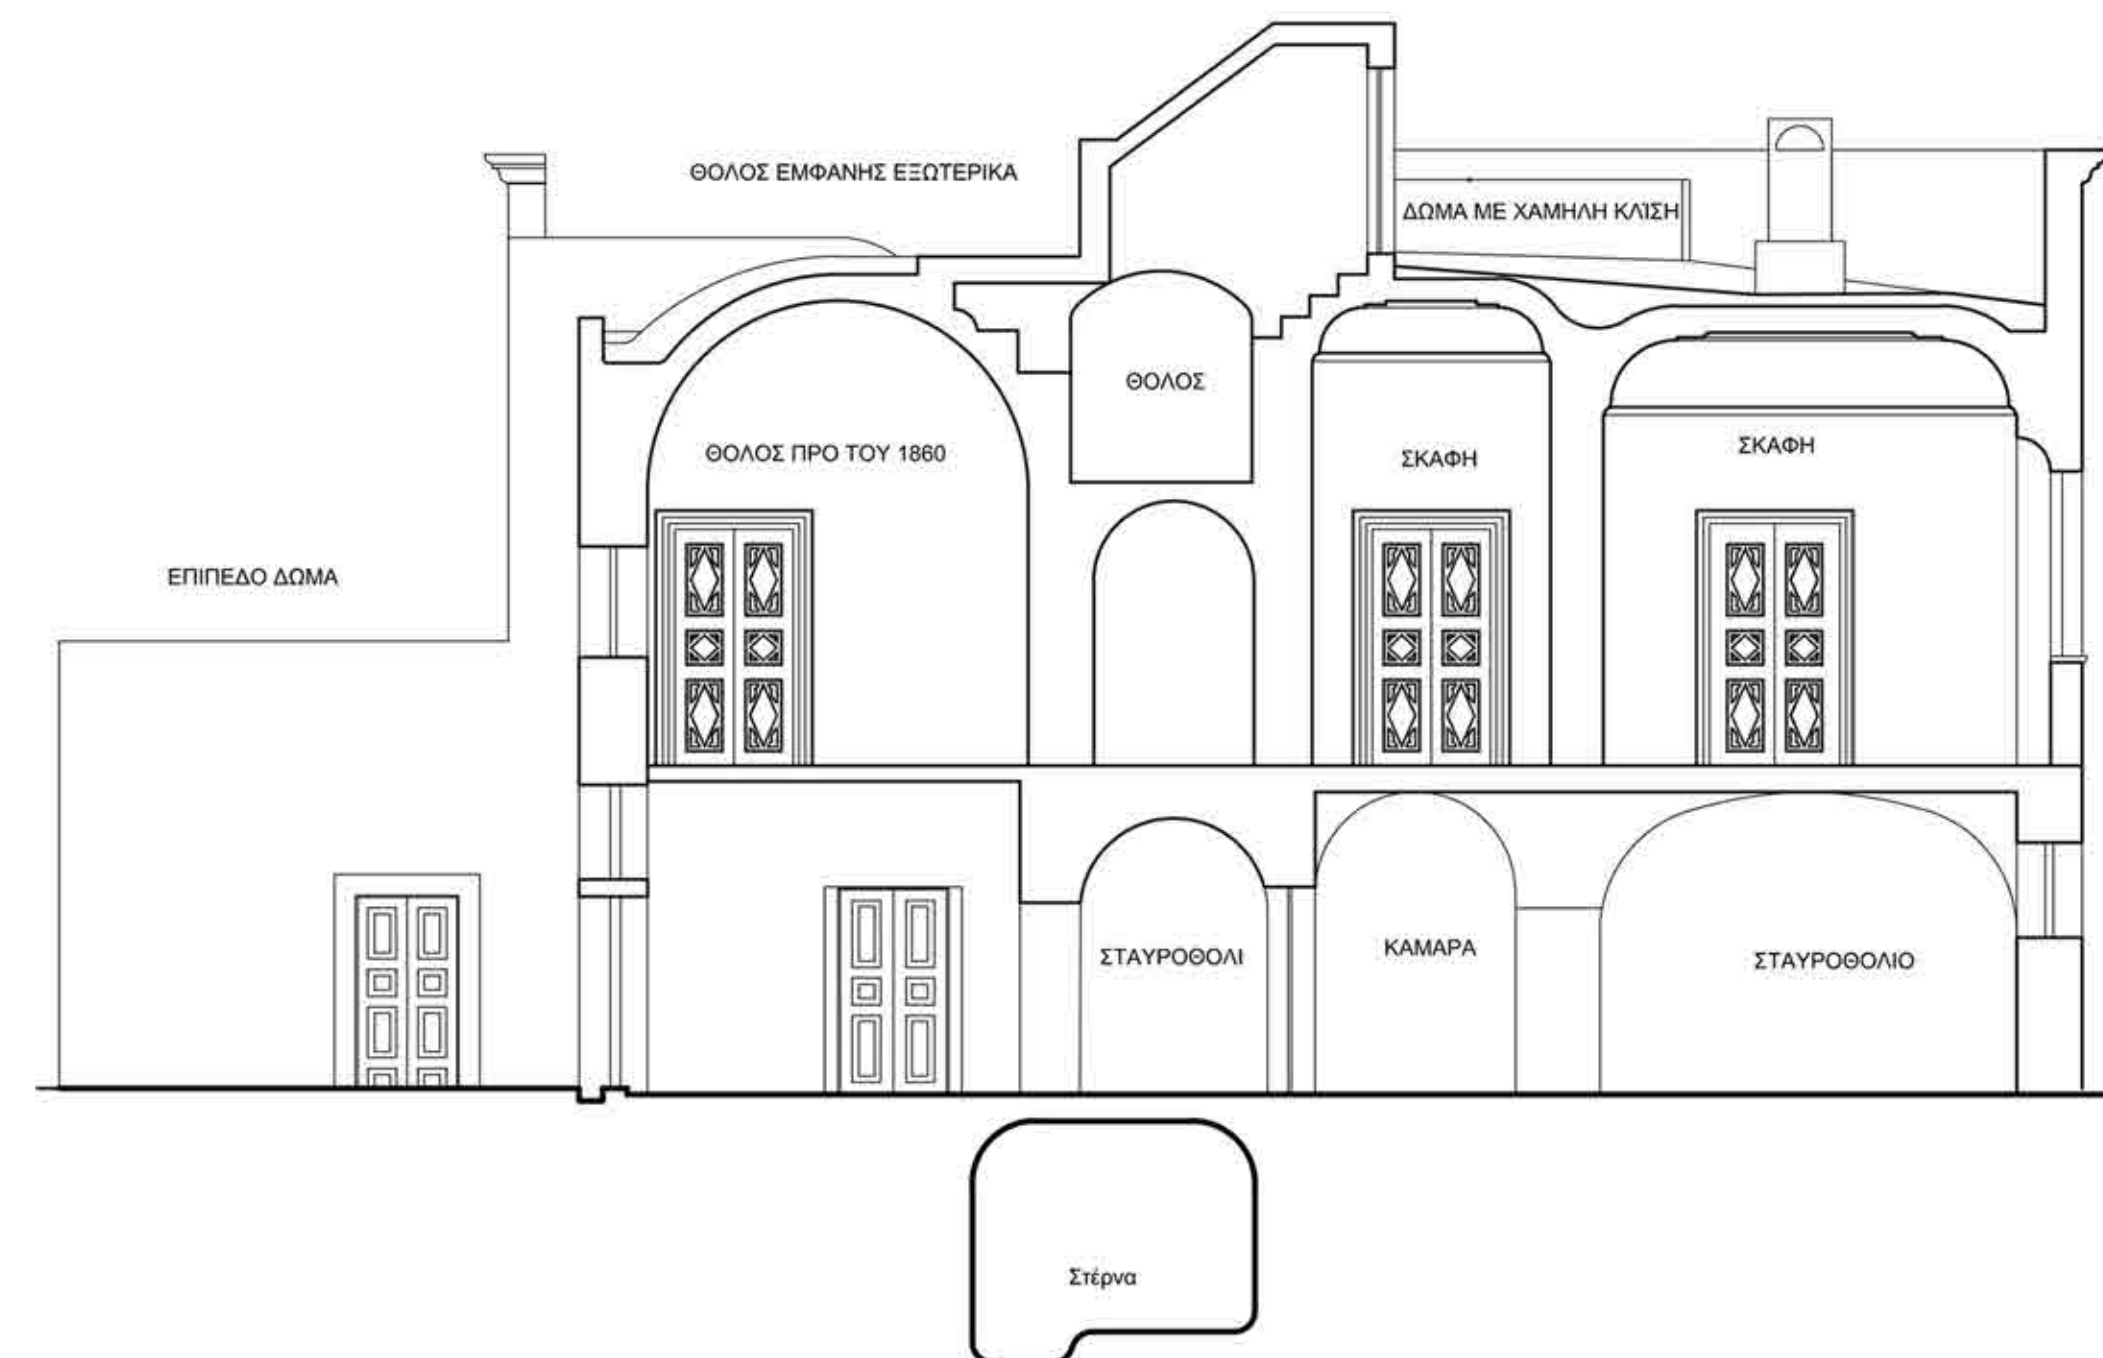 ΘΟΛΟΣ ΕΜΦΑΝΗΣ ΕΞΩΤΕΡΙΚΑ
ΔΩΜΑ ΜΕ ΧΑΜΗΛΗ ΚΛΙΣΗ
ΘΟΛΟΣ
ΘΟΛΟΣ ΠΡΟ ΤΟΥ 1860
ΣΚΑΦΗ
ΣΚΑΦΗ
ΕΠΙΠΕΔΟ ΔΩΜΑ
ΣΤΑΥΡΟΘΟΛΙ
ΚΑΜΑΡΑ
ΣΤΑΥΡΟΘΟΛΙΟ
Στέρνα